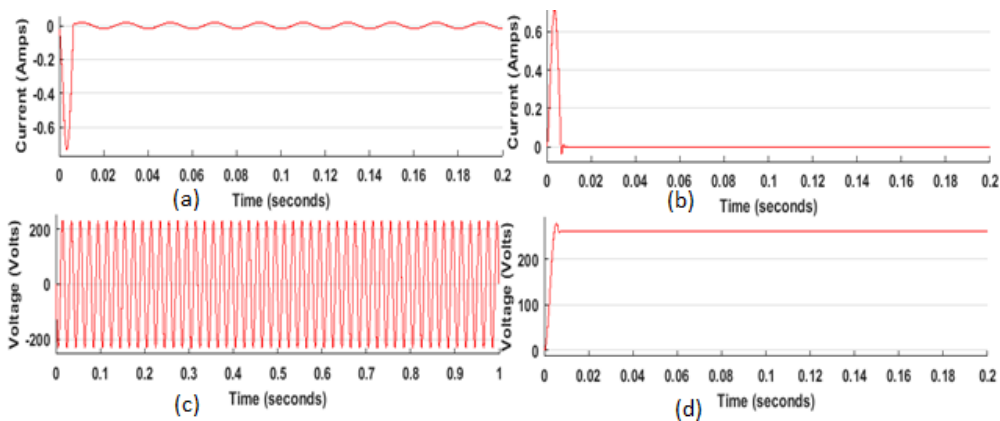 Current (Amps)
0
-0.2
-0.4
-0.6
0 0.02 0.04 0.06 0.08 0.1 0.12 0.14 0.16 0.18 0.2
(a) Time (seconds)
Current (Amps)
0.6
0.4
0.2
0
0 0.02 0.04 0.06 0.08 0.1 0.12 0.14 0.16 0.18 0.2
Time (seconds) (b)
Voltage (Volts)
200
0
-200
0 0.1 0.2 0.3 0.4 0.5 0.6 0.7 0.8 0.9 1
(c) Time (seconds)
Voltage (Volts)
200
100
0
0 0.02 0.04 0.06 0.08 0.1 0.12 0.14 0.16 0.18 0.2
Time (seconds) (d)